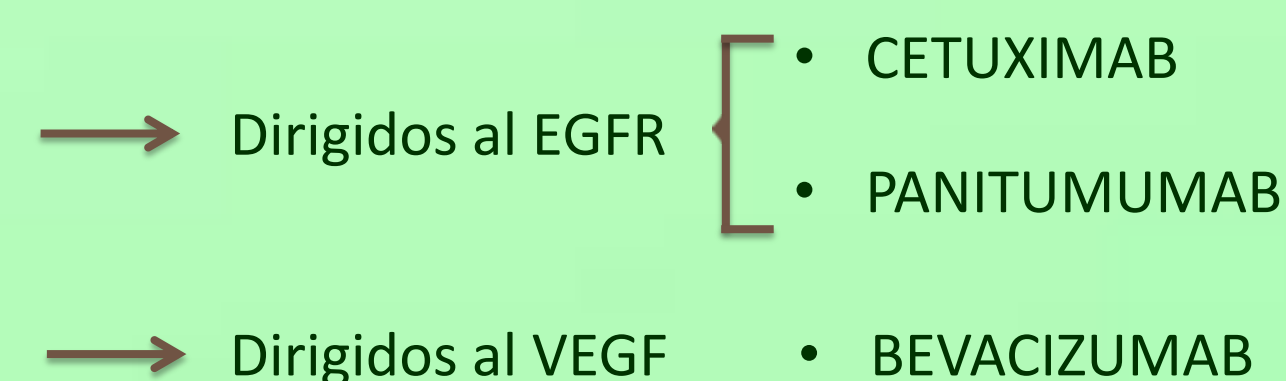 • CETUXIMAB
Dirigidos al EGFR
• PANITUMUMAB
Dirigidos al VEGF • BEVACIZUMAB